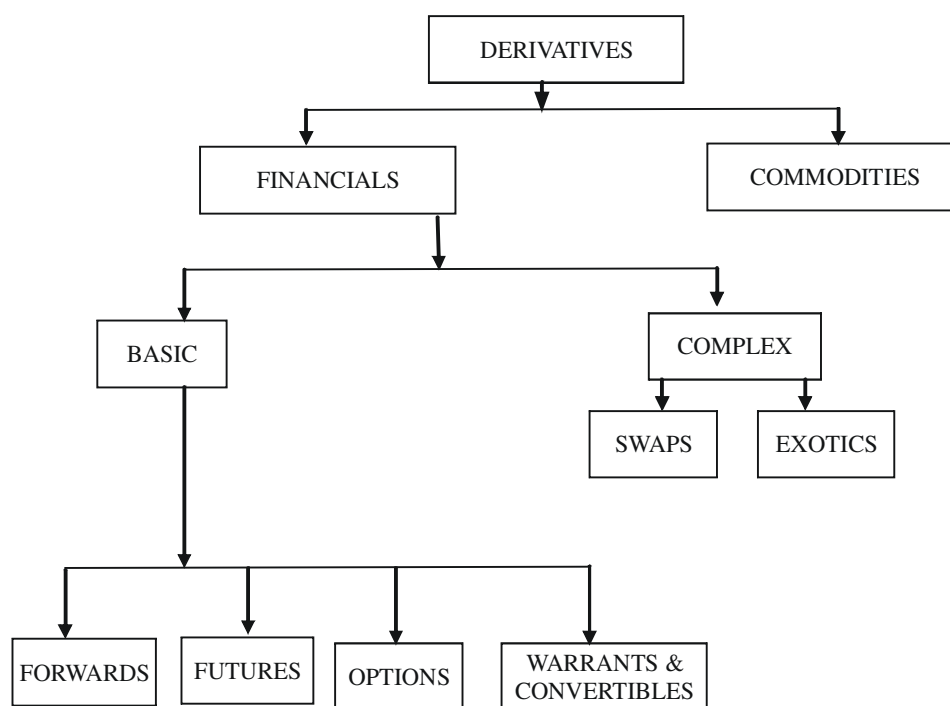 DERIVATIVES
FINANCIALS
COMMODITIES
BASIC
COMPLEX
SWAPS
EXOTICS
FORWARDS
FUTURES
OPTIONS
WARRANTS &
CONVERTIBLES